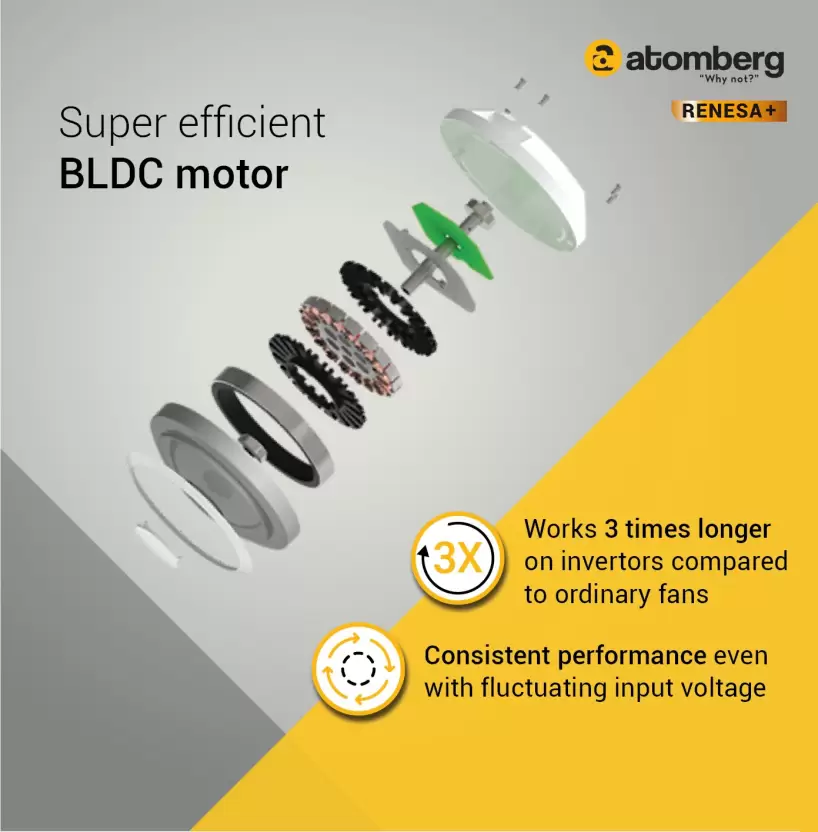 atomberg
"Why not?"
RENESA+
Super efficient
BLDC motor
3X
Works 3 times longer
on invertors compared
to ordinary fans
Consistent performance even
with fluctuating input voltage